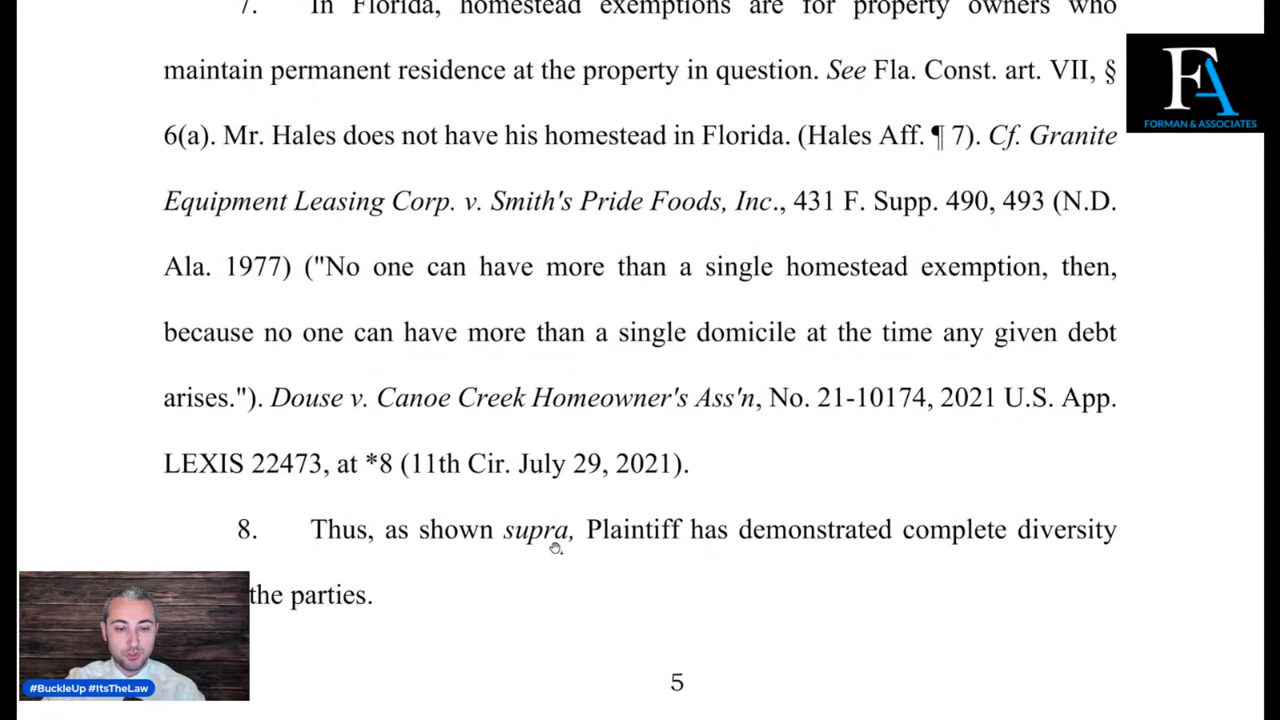 7. In Florida, homestead exemptions are for property owners who
maintain permanent residence at the property in question. See Fla. Const. art. VII, §
6(a). Mr. Hales does not have his homestead in Florida. (Hales Aff. ¶ 7). Cf. Granite
Equipment Leasing Corp. v. Smith's Pride Foods, Inc., 431 F. Supp. 490, 493 (N.D.
Ala. 1977) ("No one can have more than a single homestead exemption, then,
because no one can have more than a single domicile at the time any given debt
arises."). Douse v. Canoe Creek Homeowner's Ass'n, No. 21-10174, 2021 U.S. App.
LEXIS 22473, at *8 (11th Cir. July 29, 2021).
8. Thus, as shown supra, Plaintiff has demonstrated complete diversity
the parties.
5
FA
FORMAN & ASSOCIATES
#BuckleUp #ItsTheLaw